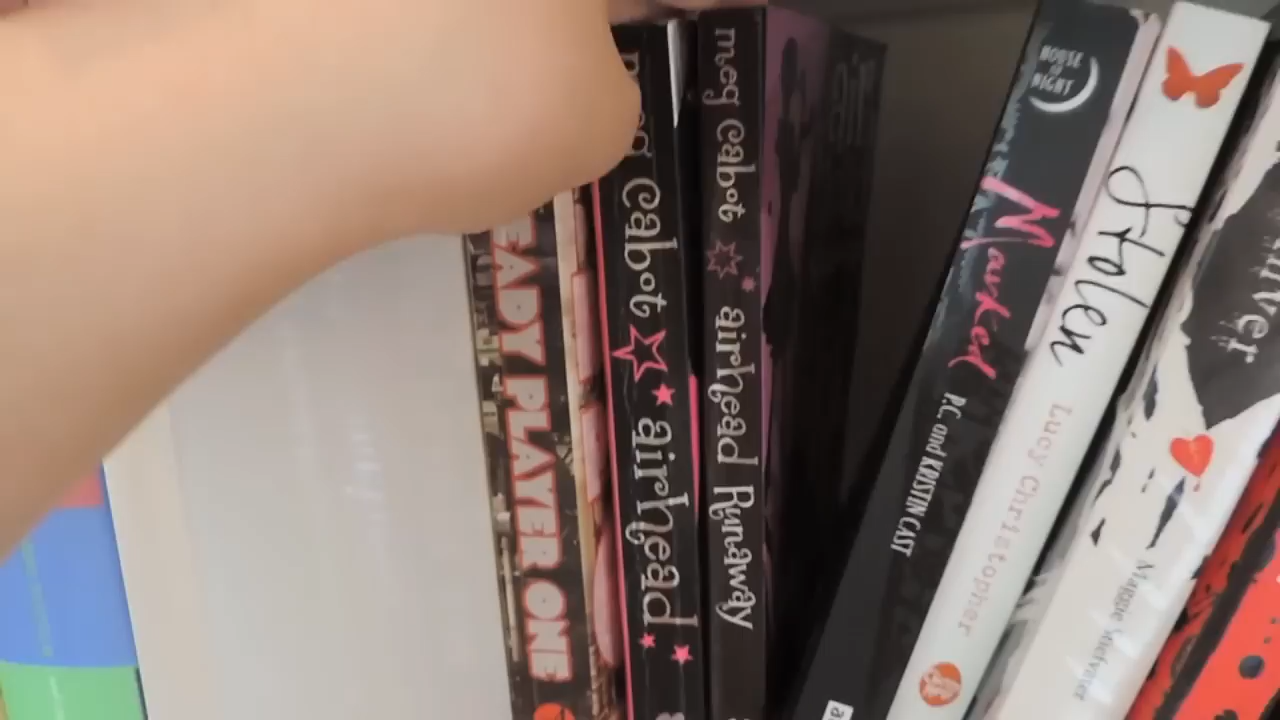 EADY PLAYER ONE
meg cabot airhead
meg cabot airhead Runaway
HOUSE
OF
NIGHT
Marked P.C. and KRISTIN CAST
Stolen Lucy Christopher
Maggie Stiefvater